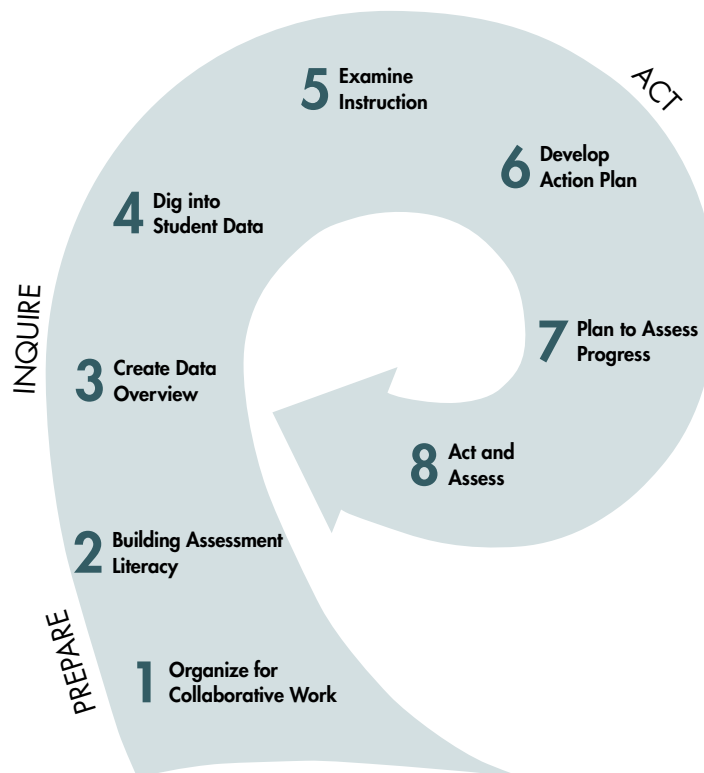 5 Examine
Instruction
ACT
6 Develop
Action Plan
4 Dig into
Student Data
INQUIRE
7 Plan to Assess
Progress
3 Create Data
Overview
8 Act and
Assess
2 Building Assessment
Literacy
PREPARE
1 Organize for
Collaborative Work